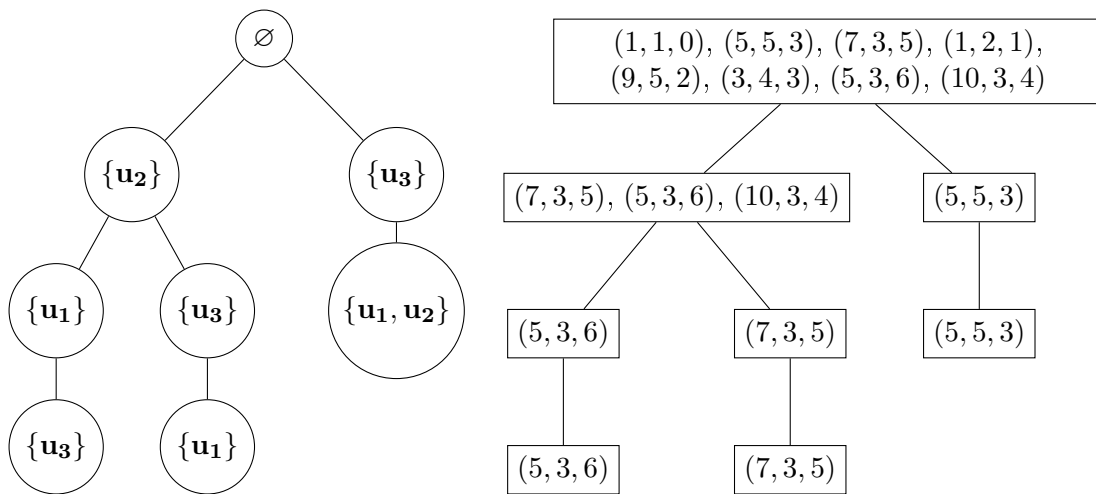 ∅
{u₂}
{u₃}
{u₁}
{u₃}
{u₁, u₂}
{u₃}
{u₁}
(1, 1, 0), (5, 5, 3), (7, 3, 5), (1, 2, 1),
(9, 5, 2), (3, 4, 3), (5, 3, 6), (10, 3, 4)
(7, 3, 5), (5, 3, 6), (10, 3, 4)
(5, 5, 3)
(5, 3, 6)
(7, 3, 5)
(5, 5, 3)
(5, 3, 6)
(7, 3, 5)